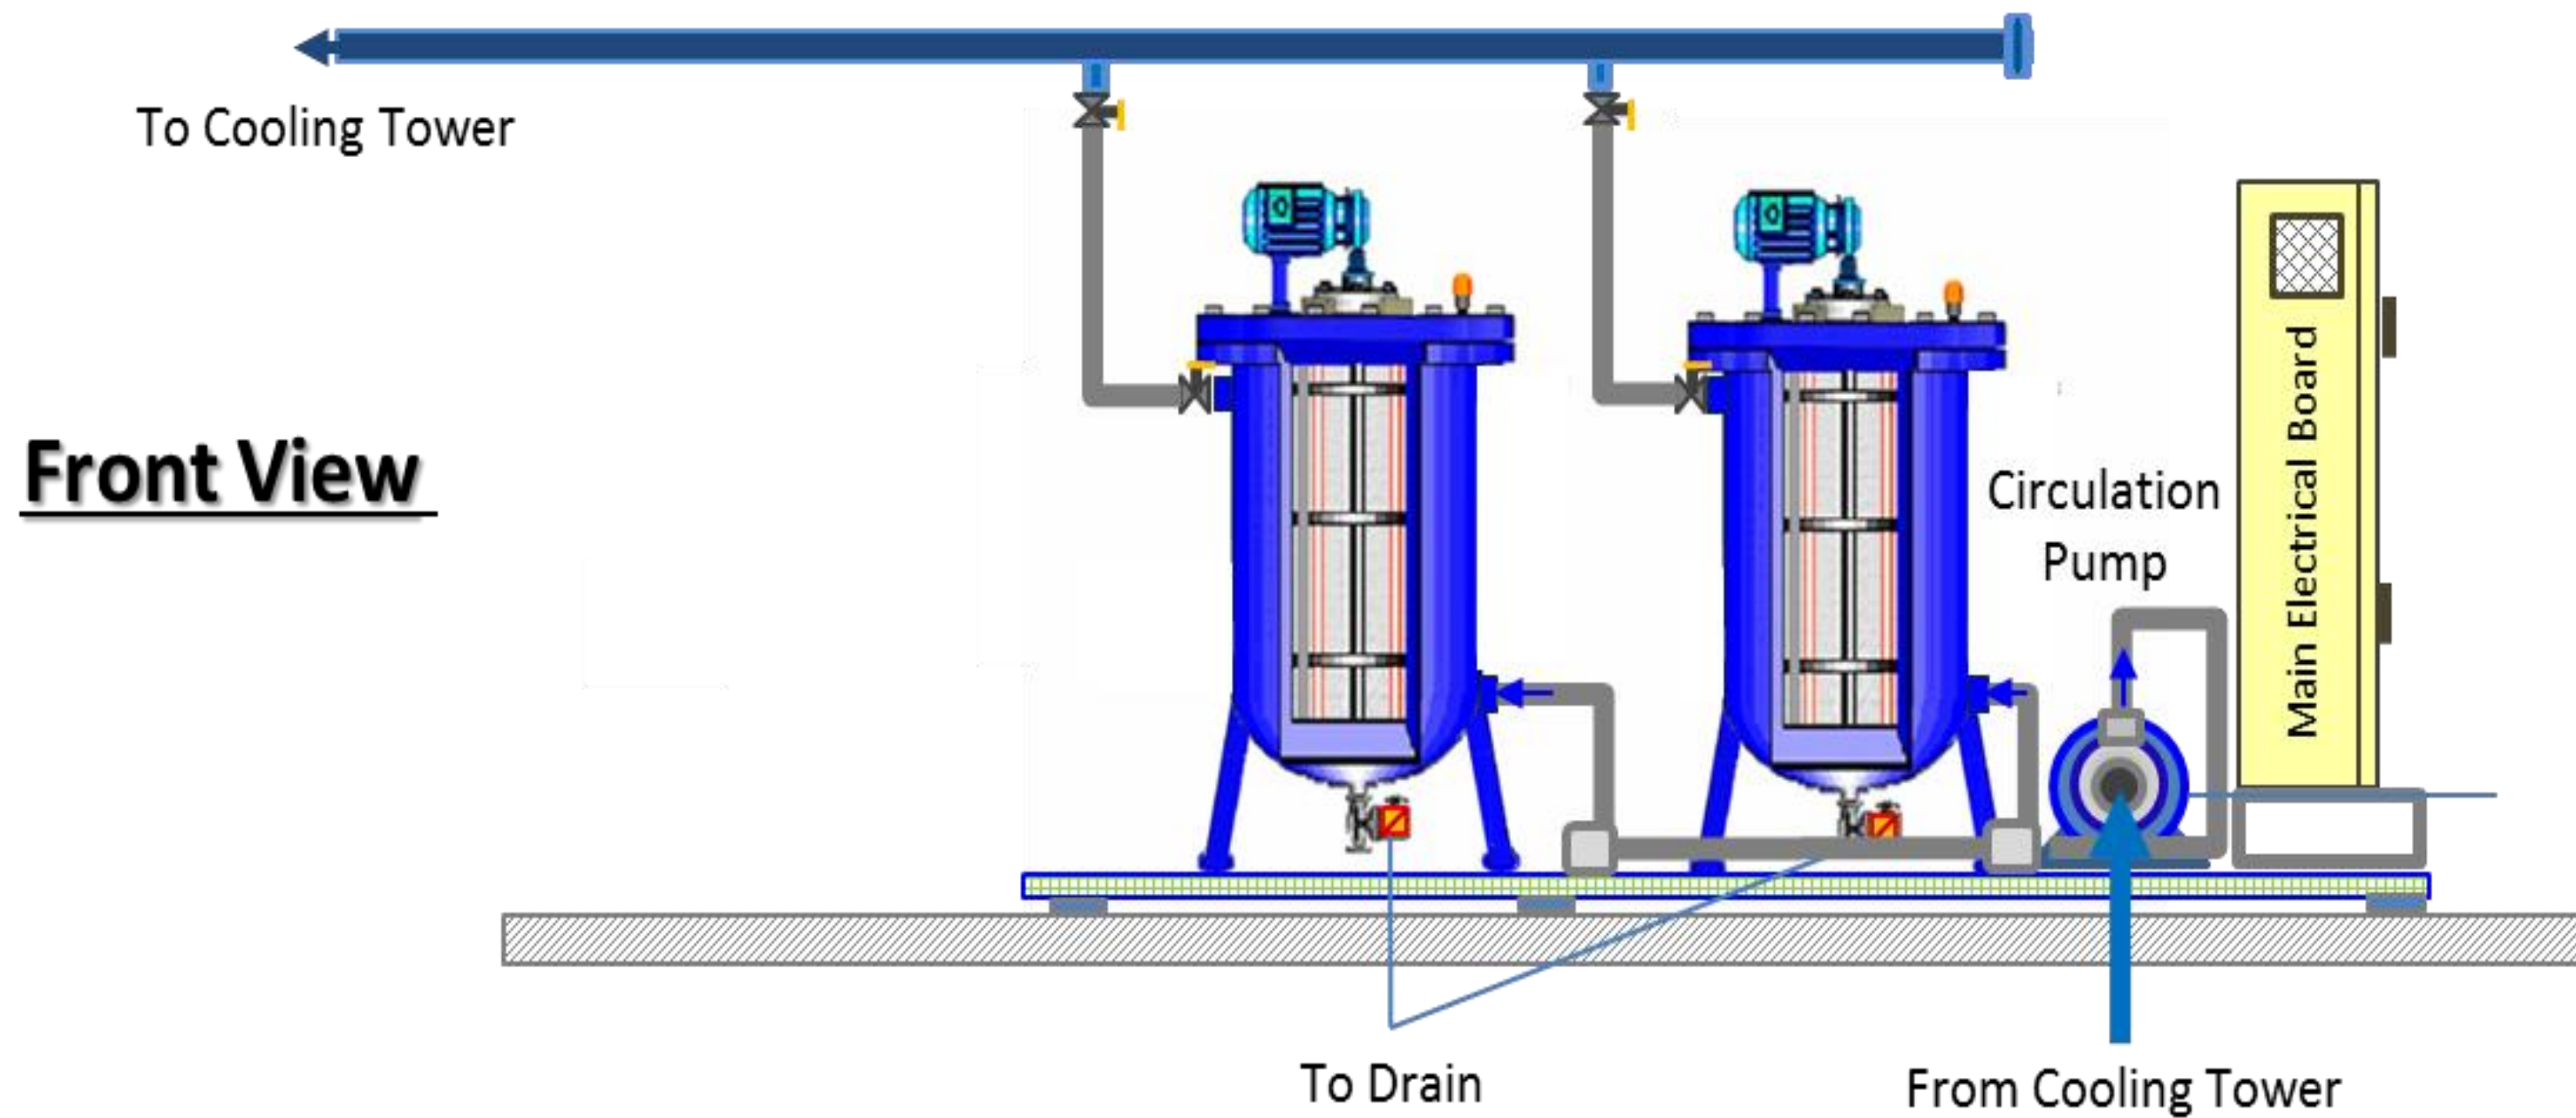 To Cooling Tower
Front View
Circulation
Pump
Main Electrical Board
To Drain
From Cooling Tower